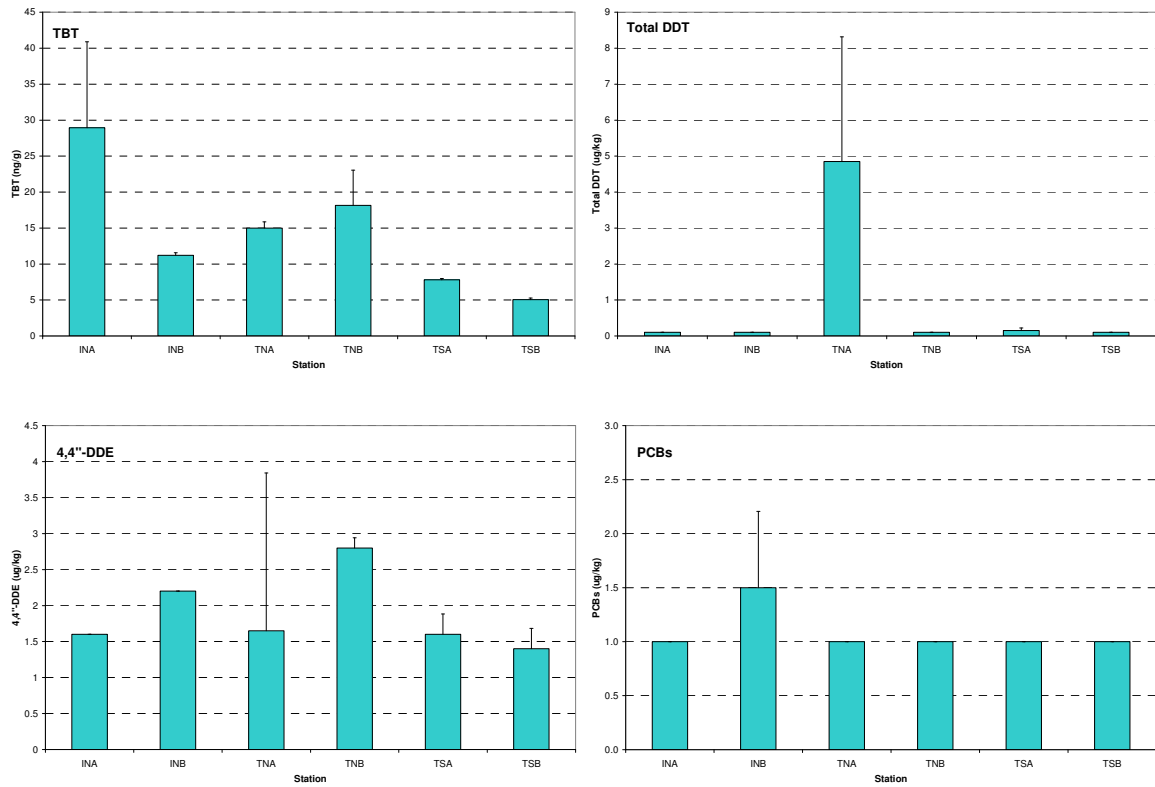 TBT
45
40
35
30
25
20
15
10
5
0
TBT (ng/g)
INA INB TNA TNB TSA TSB
Station
Total DDT
9
8
7
6
5
4
3
2
1
0
Total DDT (ug/kg)
INA INB TNA TNB TSA TSB
Station
4,4"-DDE
4.5
4
3.5
3
2.5
2
1.5
1
0.5
0
4,4"-DDE (ug/kg)
INA INB TNA TNB TSA TSB
Station
PCBs
3.0
2.5
2.0
1.5
1.0
0.5
0.0
PCBs (ug/kg)
INA INB TNA TNB TSA TSB
Station